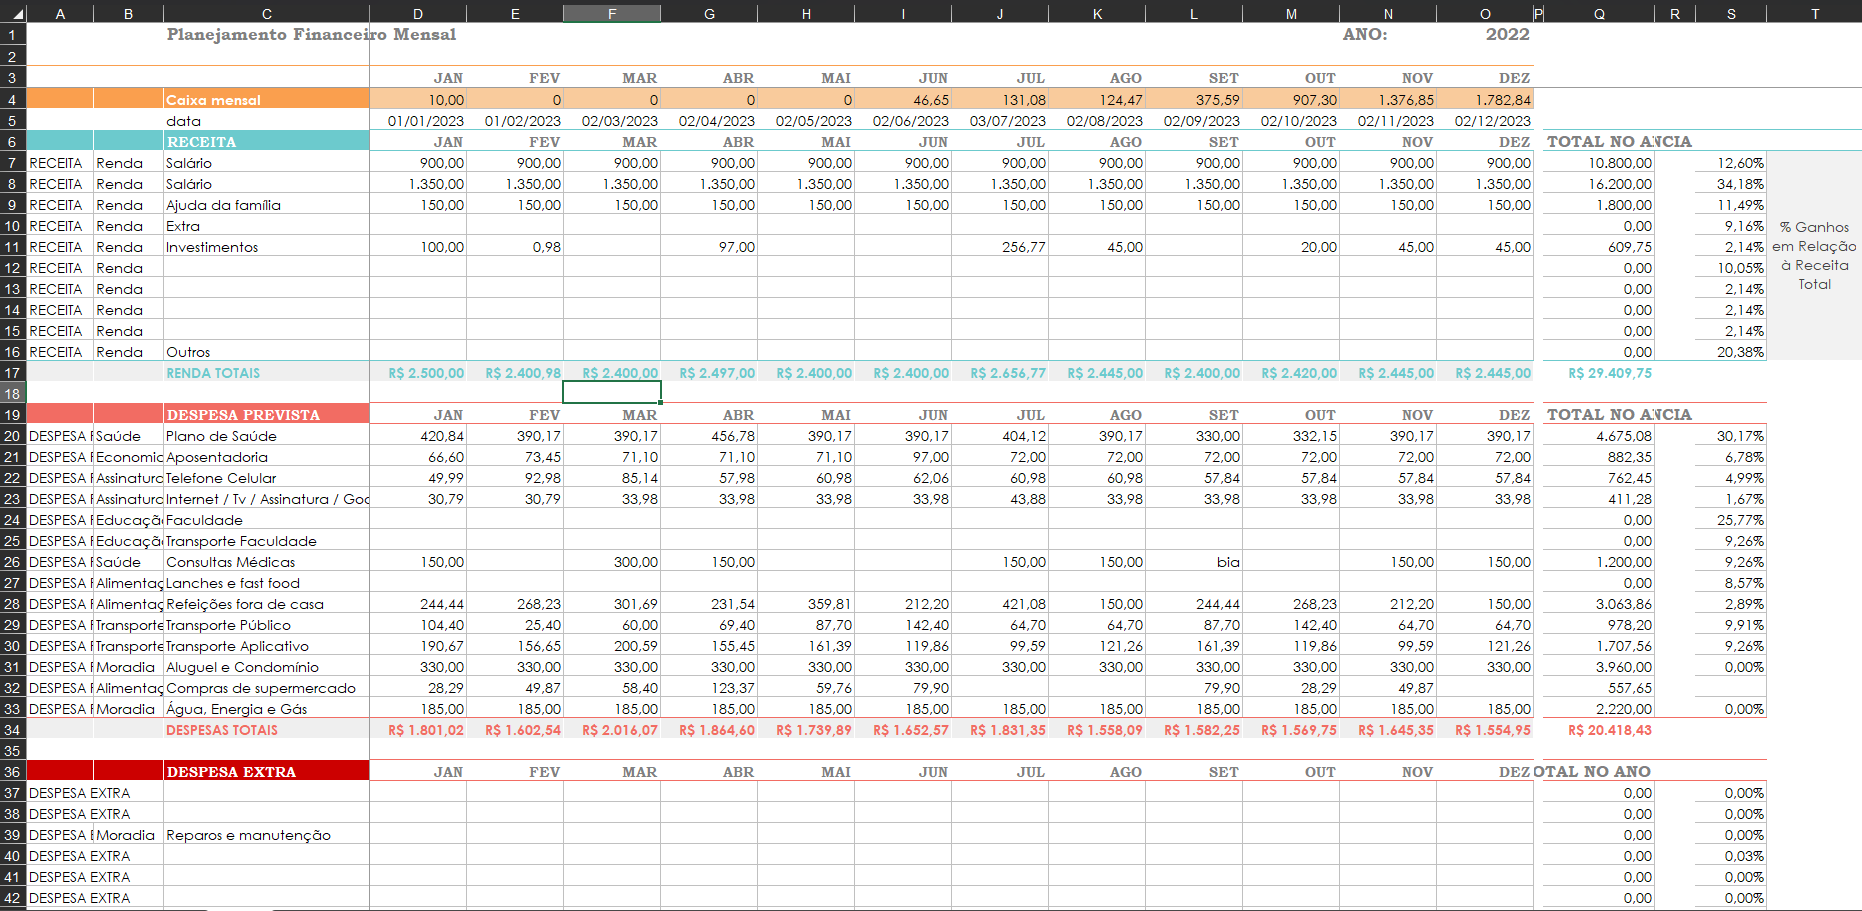 A B C D E F G H I J K L M N O P Q R S T
1 Planejamento Financeiro Mensal ANO: 2022
2
3 JAN FEV MAR ABR MAI JUN JUL AGO SET OUT NOV DEZ
4 Caixa mensal 10,00 0 0 0 0 46,65 131,08 124,47 375,59 907,30 1.376,85 1.782,84
5 data 01/01/2023 01/02/2023 02/03/2023 02/04/2023 02/05/2023 02/06/2023 03/07/2023 02/08/2023 02/09/2023 02/10/2023 02/11/2023 02/12/2023
6 RECEITA JAN FEV MAR ABR MAI JUN JUL AGO SET OUT NOV DEZ TOTAL NO ANCIA
7 RECEITA Renda Salário 900,00 900,00 900,00 900,00 900,00 900,00 900,00 900,00 900,00 900,00 900,00 900,00 10.800,00 12,60%
8 RECEITA Renda Salário 1.350,00 1.350,00 1.350,00 1.350,00 1.350,00 1.350,00 1.350,00 1.350,00 1.350,00 1.350,00 1.350,00 1.350,00 16.200,00 34,18%
9 RECEITA Renda Ajuda da família 150,00 150,00 150,00 150,00 150,00 150,00 150,00 150,00 150,00 150,00 150,00 150,00 1.800,00 11,49%
10 RECEITA Renda Extra 0,00 9,16% % Ganhos
11 RECEITA Renda Investimentos 100,00 0,98 97,00 256,77 45,00 20,00 45,00 45,00 609,75 2,14% em Relação
12 RECEITA Renda 0,00 10,05% à Receita
13 RECEITA Renda 0,00 2,14% Total
14 RECEITA Renda 0,00 2,14%
15 RECEITA Renda 0,00 2,14%
16 RECEITA Renda Outros 0,00 20,38%
17 RENDA TOTAIS R$ 2.500,00 R$ 2.400,98 R$ 2.400,00 R$ 2.497,00 R$ 2.400,00 R$ 2.400,00 R$ 2.656,77 R$ 2.445,00 R$ 2.400,00 R$ 2.420,00 R$ 2.445,00 R$ 2.445,00 R$ 29.409,75
18
19 DESPESA PREVISTA JAN FEV MAR ABR MAI JUN JUL AGO SET OUT NOV DEZ TOTAL NO ANCIA
20 DESPESA F Saúde Plano de Saúde 420,84 390,17 390,17 456,78 390,17 390,17 404,12 390,17 330,00 332,15 390,17 390,17 4.675,08 30,17%
21 DESPESA F Economic Aposentadoria 66,60 73,45 71,10 71,10 71,10 97,00 72,00 72,00 72,00 72,00 72,00 72,00 882,35 6,78%
22 DESPESA F Assinatura Telefone Celular 49,99 92,98 85,14 57,98 60,98 62,06 60,98 60,98 57,84 57,84 57,84 57,84 762,45 4,99%
23 DESPESA F Assinatura Internet / Tv / Assinatura / Goo 30,79 30,79 33,98 33,98 33,98 33,98 43,88 33,98 33,98 33,98 33,98 33,98 411,28 1,67%
24 DESPESA F Educaçã Faculdade 0,00 25,77%
25 DESPESA F Educaçã Transporte Faculdade 0,00 9,26%
26 DESPESA F Saúde Consultas Médicas 150,00 300,00 150,00 150,00 150,00 bia 150,00 150,00 1.200,00 9,26%
27 DESPESA F Alimentaç Lanches e fast food 0,00 8,57%
28 DESPESA F Alimentaç Refeições fora de casa 244,44 268,23 301,69 231,54 359,81 212,20 421,08 150,00 244,44 268,23 212,20 150,00 3.063,86 2,89%
29 DESPESA F Transporte Transporte Público 104,40 25,40 60,00 69,40 87,70 142,40 64,70 64,70 87,70 142,40 64,70 64,70 978,20 9,91%
30 DESPESA F Transporte Transporte Aplicativo 190,67 156,65 200,59 155,45 161,39 119,86 99,59 121,26 161,39 119,86 99,59 121,26 1.707,56 9,26%
31 DESPESA F Moradia Aluguel e Condomínio 330,00 330,00 330,00 330,00 330,00 330,00 330,00 330,00 330,00 330,00 330,00 330,00 3.960,00 0,00%
32 DESPESA F Alimentaç Compras de supermercado 28,29 49,87 58,40 123,37 59,76 79,90 79,90 28,29 49,87 557,65
33 DESPESA F Moradia Água, Energia e Gás 185,00 185,00 185,00 185,00 185,00 185,00 185,00 185,00 185,00 185,00 185,00 185,00 2.220,00 0,00%
34 DESPESAS TOTAIS R$ 1.801,02 R$ 1.602,54 R$ 2.016,07 R$ 1.864,60 R$ 1.739,89 R$ 1.652,57 R$ 1.831,35 R$ 1.558,09 R$ 1.582,25 R$ 1.569,75 R$ 1.645,35 R$ 1.554,95 R$ 20.418,43
35
36 DESPESA EXTRA JAN FEV MAR ABR MAI JUN JUL AGO SET OUT NOV DEZ OTAL NO ANO
37 DESPESA EXTRA 0,00 0,00%
38 DESPESA EXTRA 0,00 0,00%
39 DESPESA E Moradia Reparos e manutenção 0,00 0,00%
40 DESPESA EXTRA 0,00 0,03%
41 DESPESA EXTRA 0,00 0,00%
42 DESPESA EXTRA 0,00 0,00%